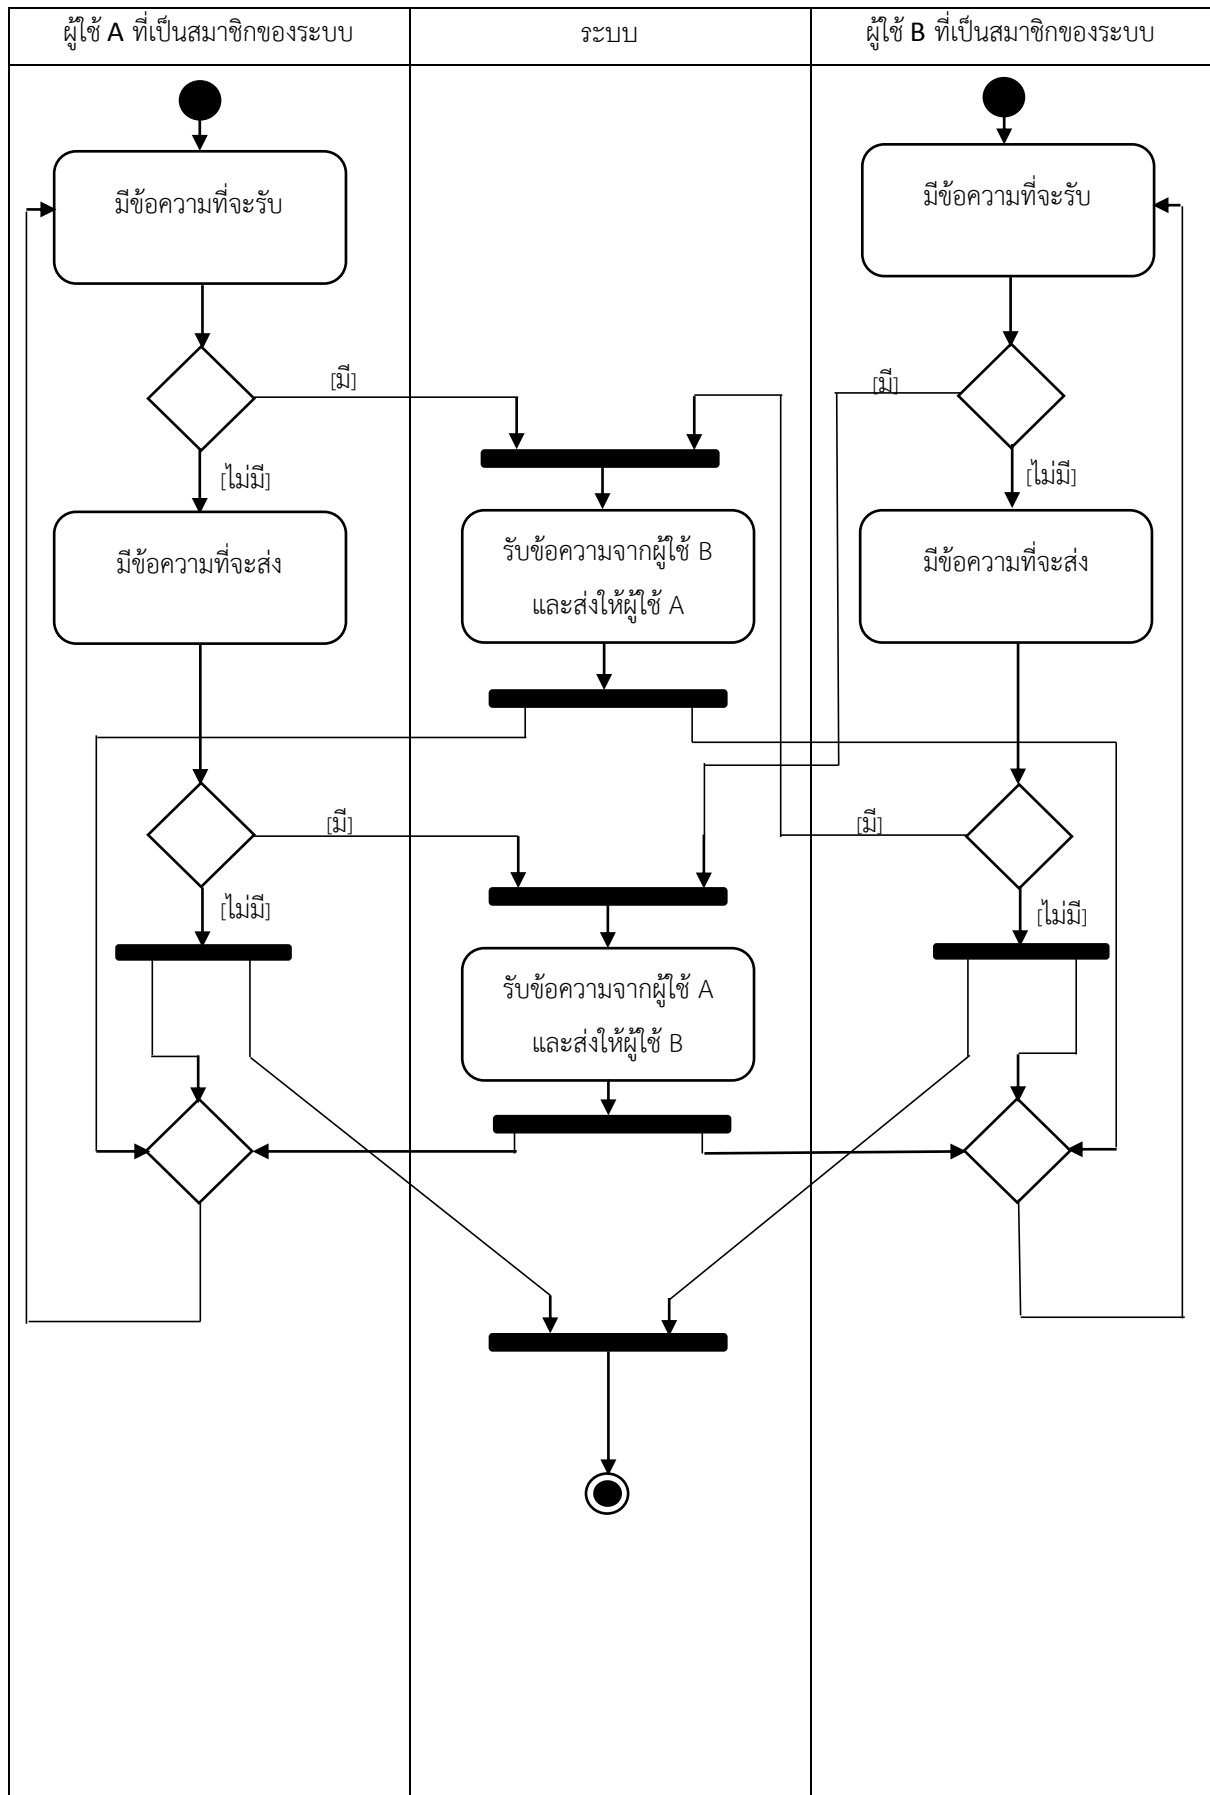 ผู้ใช้ A ที่เป็นสมาชิกของระบบ
ระบบ
ผู้ใช้ B ที่เป็นสมาชิกของระบบ
มีข้อความที่จะรับ
มีข้อความที่จะรับ
[มี]
[มี]
[ไม่มี]
[ไม่มี]
มีข้อความที่จะส่ง
รับข้อความจากผู้ใช้ B
และส่งให้ผู้ใช้ A
มีข้อความที่จะส่ง
[มี]
[มี]
[ไม่มี]
[ไม่มี]
รับข้อความจากผู้ใช้ A
และส่งให้ผู้ใช้ B